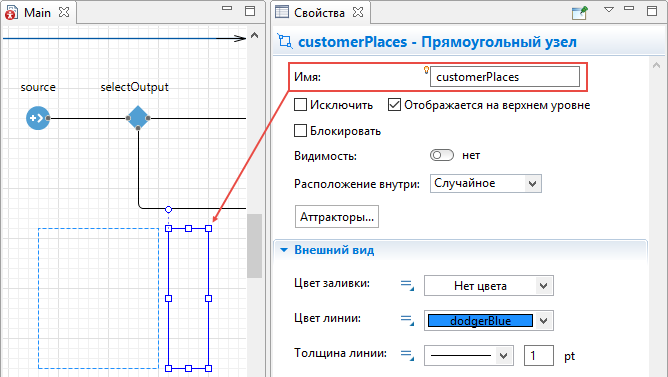 Main
source
selectOutput
Свойства
customerPlaces - Прямоугольный узел
Имя: customerPlaces
Исключить Отображается на верхнем уровне
Блокировать
Видимость: нет
Расположение внутри: Случайное
Аттракторы...
Внешний вид
Цвет заливки: Нет цвета
Цвет линии: dodgerBlue
Толщина линии: 1 pt